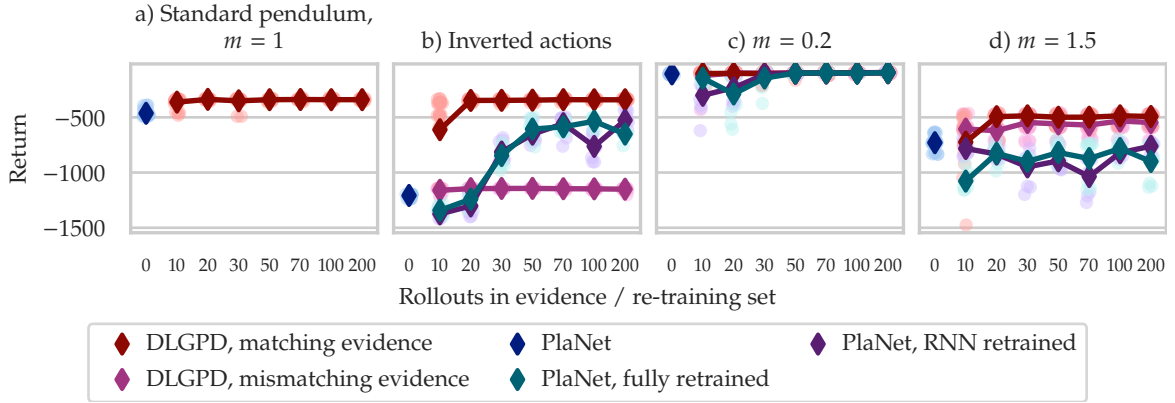 a) Standard pendulum,
m = 1
b) Inverted actions
c) m = 0.2
d) m = 1.5
Return
−500
−1000
−1500
0 10 20 30 50 70 100 200
0 10 20 30 50 70 100 200
0 10 20 30 50 70 100 200
0 10 20 30 50 70 100 200
Rollouts in evidence / re-training set
DLGPD, matching evidence
DLGPD, mismatching evidence
PlaNet
PlaNet, fully retrained
PlaNet, RNN retrained